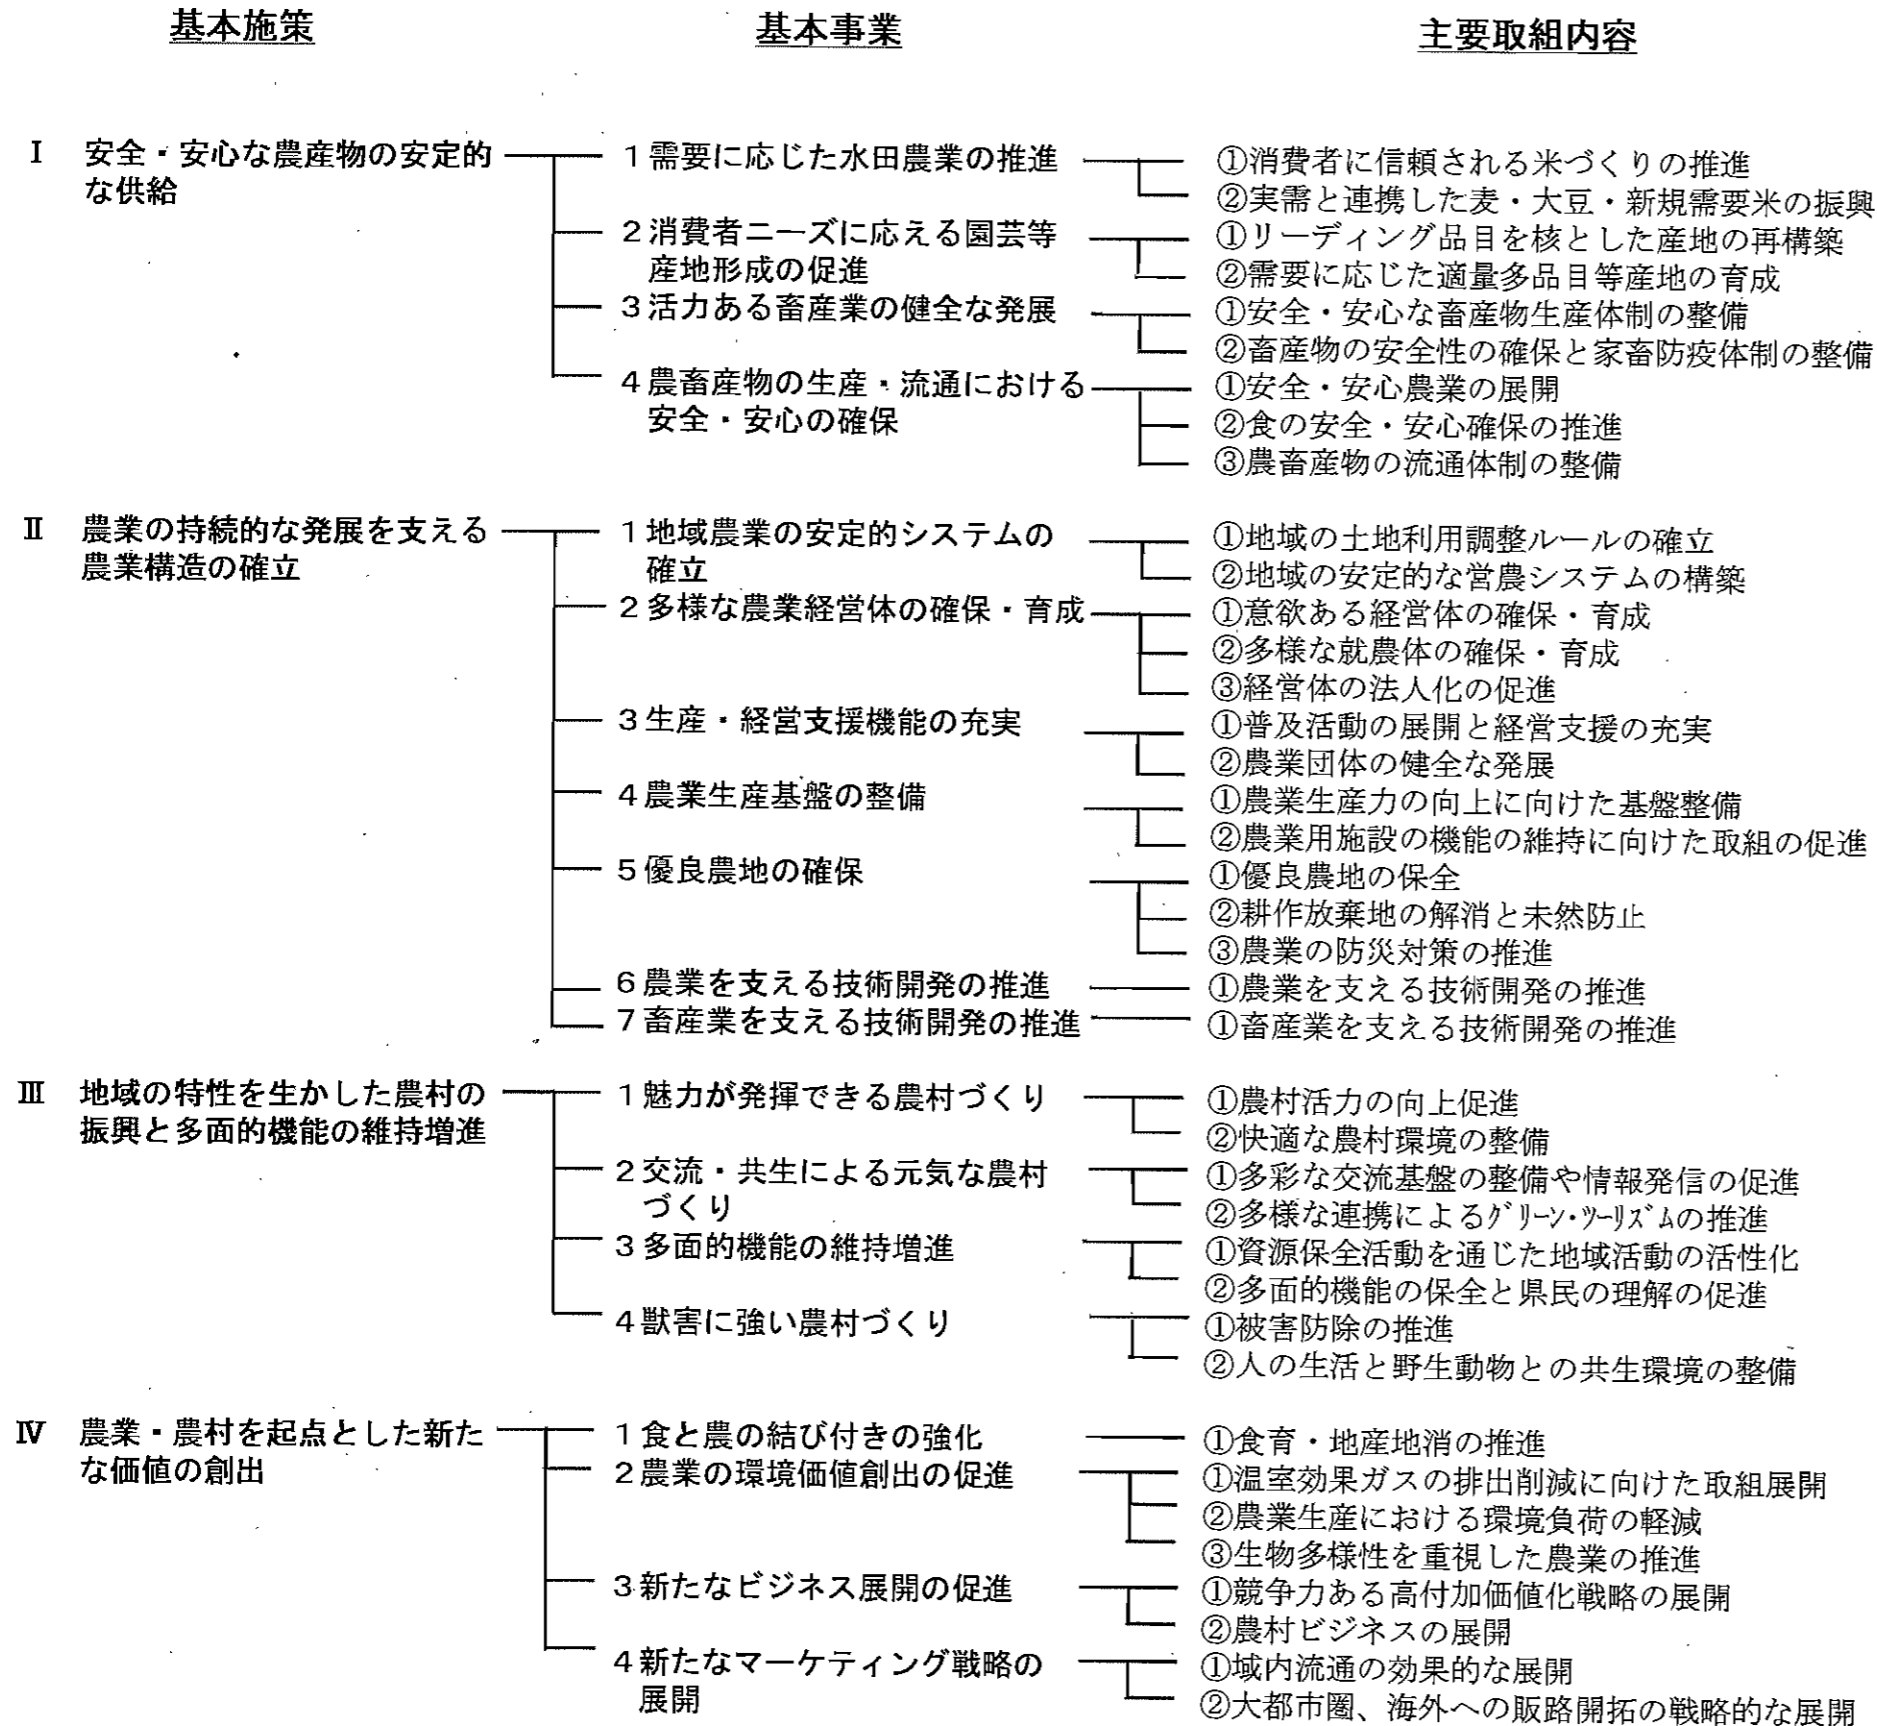 基本施策
基本事業
主要取組内容
Ⅰ 安全・安心な農産物の安定的
な供給
1 需要に応じた水田農業の推進
①消費者に信頼される米づくりの推進
②実需と連携した麦・大豆・新規需要米の振興
2 消費者ニーズに応える園芸等
産地形成の促進
①リーディング品目を核とした産地の再構築
②需要に応じた適量多品目等産地の育成
3 活力ある畜産業の健全な発展
①安全・安心な畜産物生産体制の整備
②畜産物の安全性の確保と家畜防疫体制の整備
4 農畜産物の生産・流通における
安全・安心の確保
①安全・安心農業の展開
②食の安全・安心確保の推進
③農畜産物の流通体制の整備
Ⅱ 農業の持続的な発展を支える
農業構造の確立
1 地域農業の安定的システムの
確立
①地域の土地利用調整ルールの確立
②地域の安定的な営農システムの構築
2 多様な農業経営体の確保・育成
①意欲ある経営体の確保・育成
②多様な就農体の確保・育成
③経営体の法人化の促進
3 生産・経営支援機能の充実
①普及活動の展開と経営支援の充実
②農業団体の健全な発展
4 農業生産基盤の整備
①農業生産力の向上に向けた基盤整備
②農業用施設の機能の維持に向けた取組の促進
5 優良農地の確保
①優良農地の保全
②耕作放棄地の解消と未然防止
③農業の防災対策の推進
6 農業を支える技術開発の推進
①農業を支える技術開発の推進
7 畜産業を支える技術開発の推進
①畜産業を支える技術開発の推進
Ⅲ 地域の特性を生かした農村の
振興と多面的機能の維持増進
1 魅力が発揮できる農村づくり
①農村活力の向上促進
②快適な農村環境の整備
2 交流・共生による元気な農村
づくり
①多彩な交流基盤の整備や情報発信の促進
②多様な連携によるｸﾞﾘｰﾝ・ﾂｰﾘｽﾞﾑの推進
3 多面的機能の維持増進
①資源保全活動を通じた地域活動の活性化
②多面的機能の保全と県民の理解の促進
4 獣害に強い農村づくり
①被害防除の推進
②人の生活と野生動物との共生環境の整備
Ⅳ 農業・農村を起点とした新た
な価値の創出
1 食と農の結び付きの強化
①食育・地産地消の推進
2 農業の環境価値創出の促進
①温室効果ガスの排出削減に向けた取組展開
②農業生産における環境負荷の軽減
③生物多様性を重視した農業の推進
3 新たなビジネス展開の促進
①競争力ある高付加価値化戦略の展開
②農村ビジネスの展開
4 新たなマーケティング戦略の
展開
①域内流通の効果的な展開
②大都市圏、海外への販路開拓の戦略的な展開